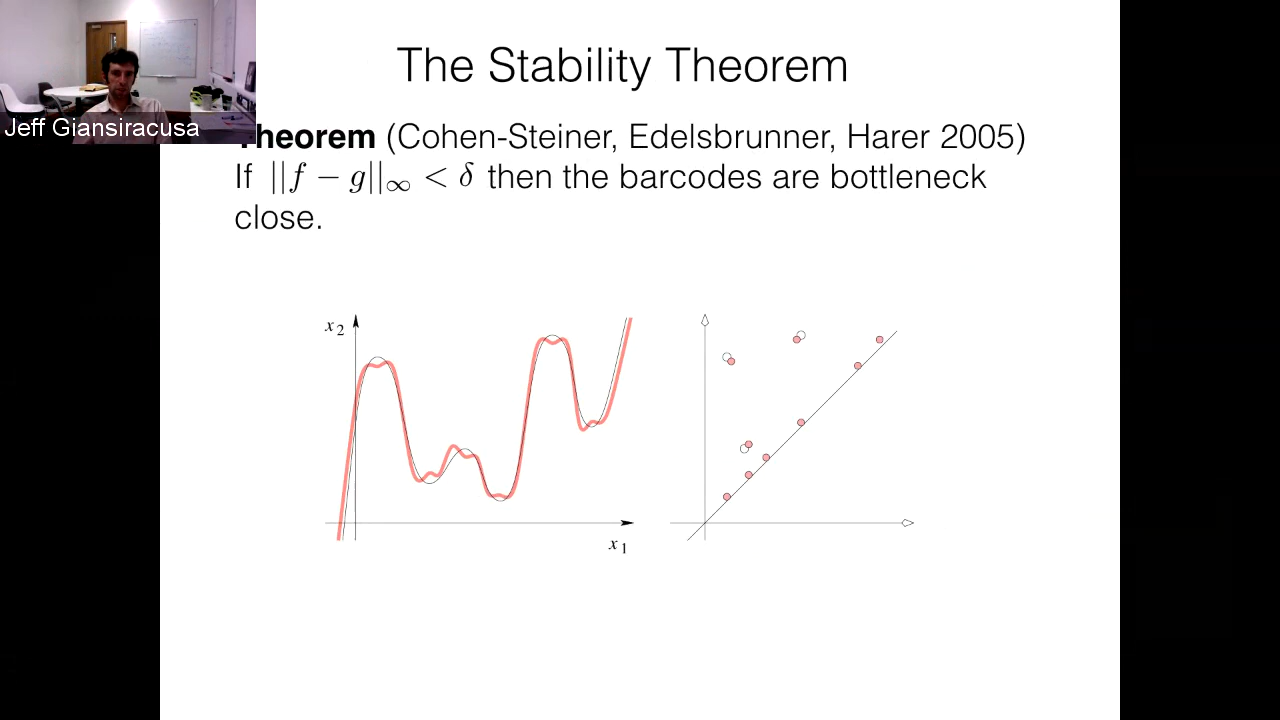 The Stability Theorem
Jeff Giansiracusa
Theorem (Cohen-Steiner, Edelsbrunner, Harer 2005)
If ||f − g||∞ < δ then the barcodes are bottleneck
close.
x₂
x₁